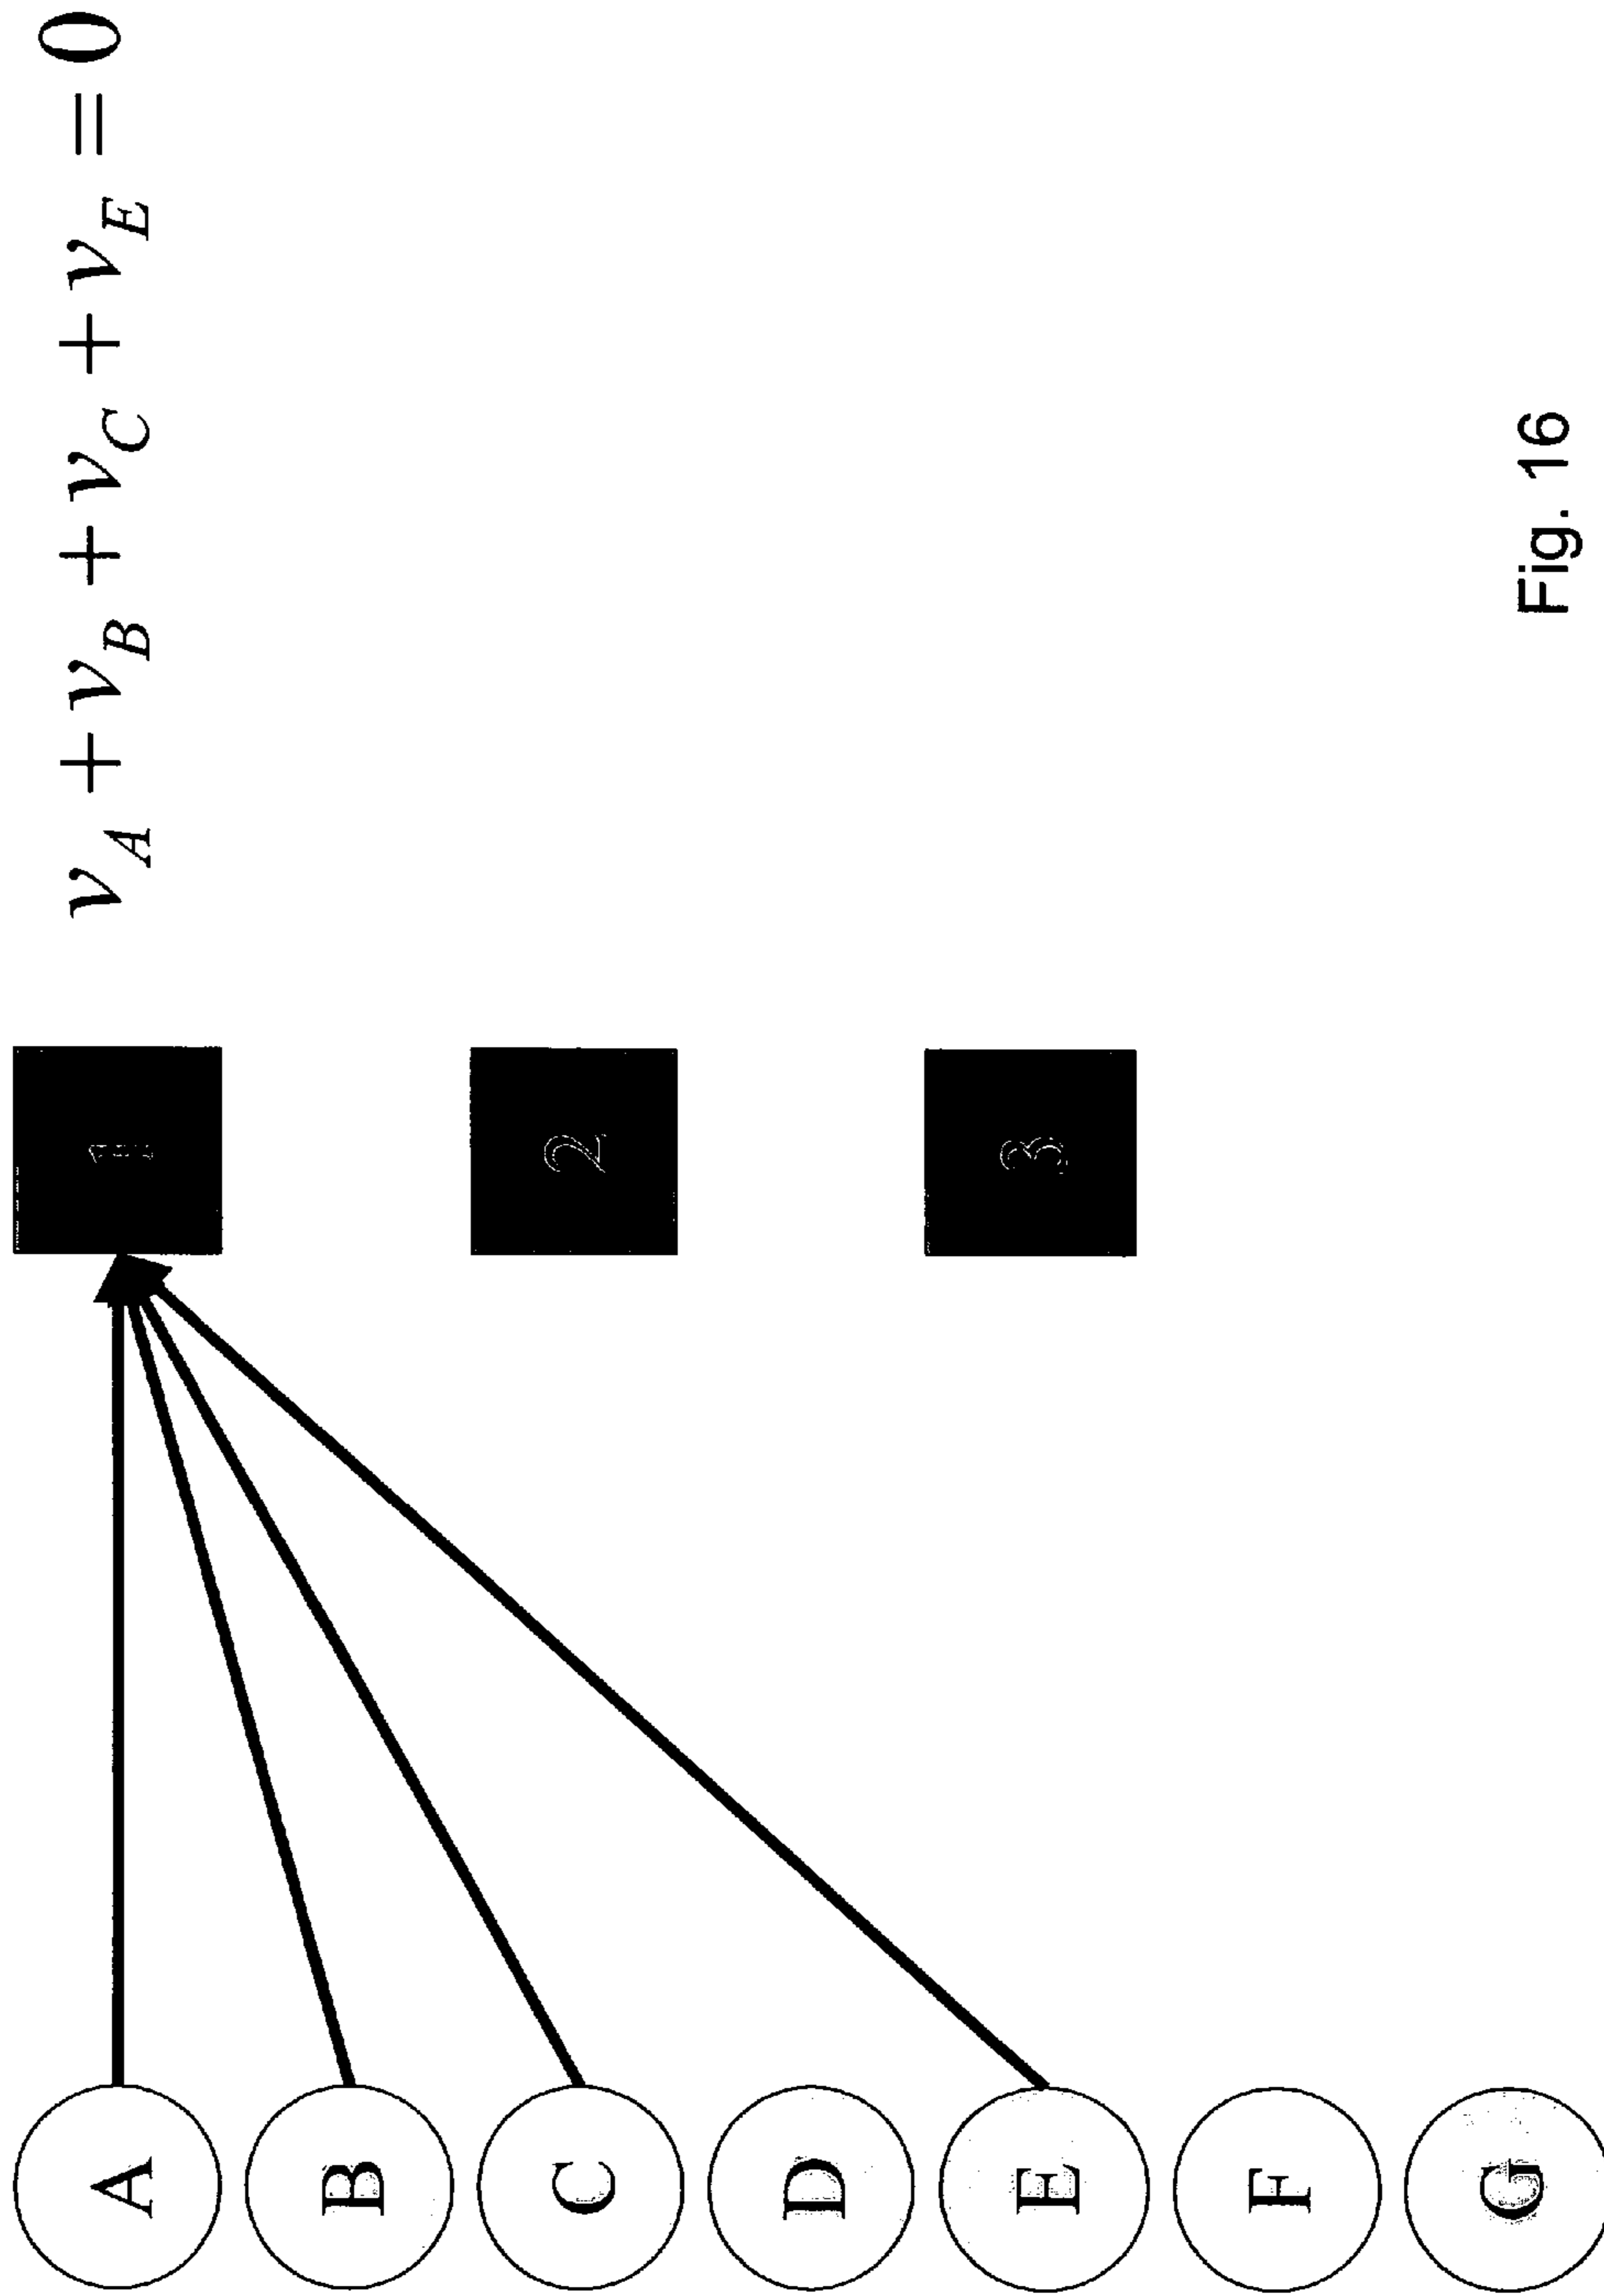 A
B
C
D
E
F
G
1
2
3
v_A + v_B + v_C + v_E = 0
Fig. 16